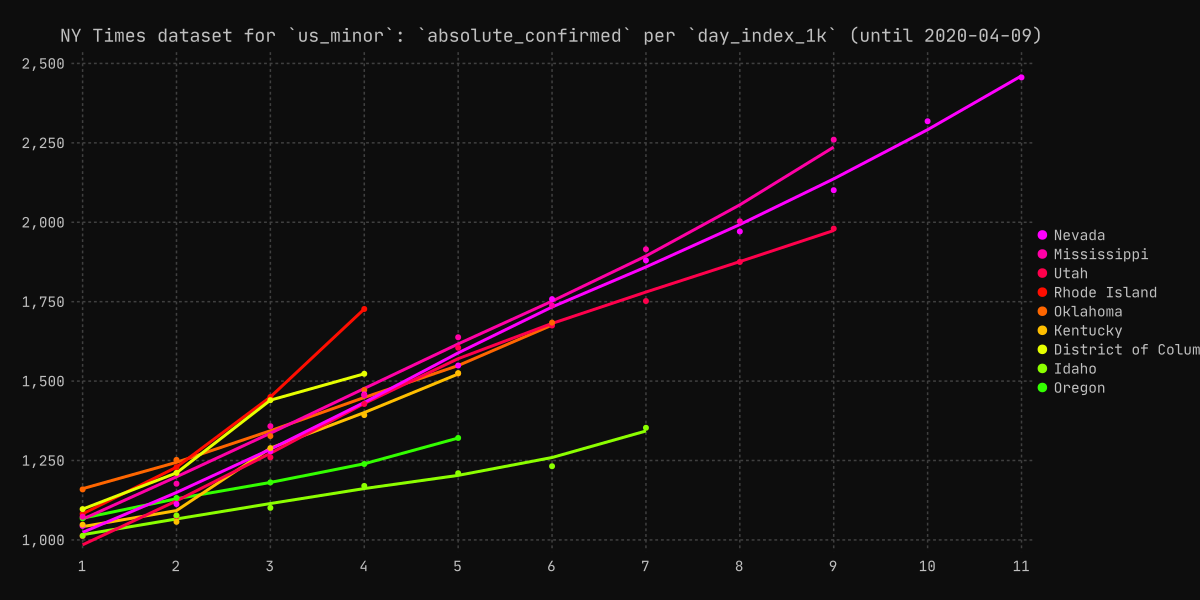 NY Times dataset for `us_minor`: `absolute_confirmed` per `day_index_1k` (until 2020-04-09)
2,500
2,250
2,000
1,750
1,500
1,250
1,000
1 2 3 4 5 6 7 8 9 10 11
Nevada
Mississippi
Utah
Rhode Island
Oklahoma
Kentucky
District of Colum
Idaho
Oregon